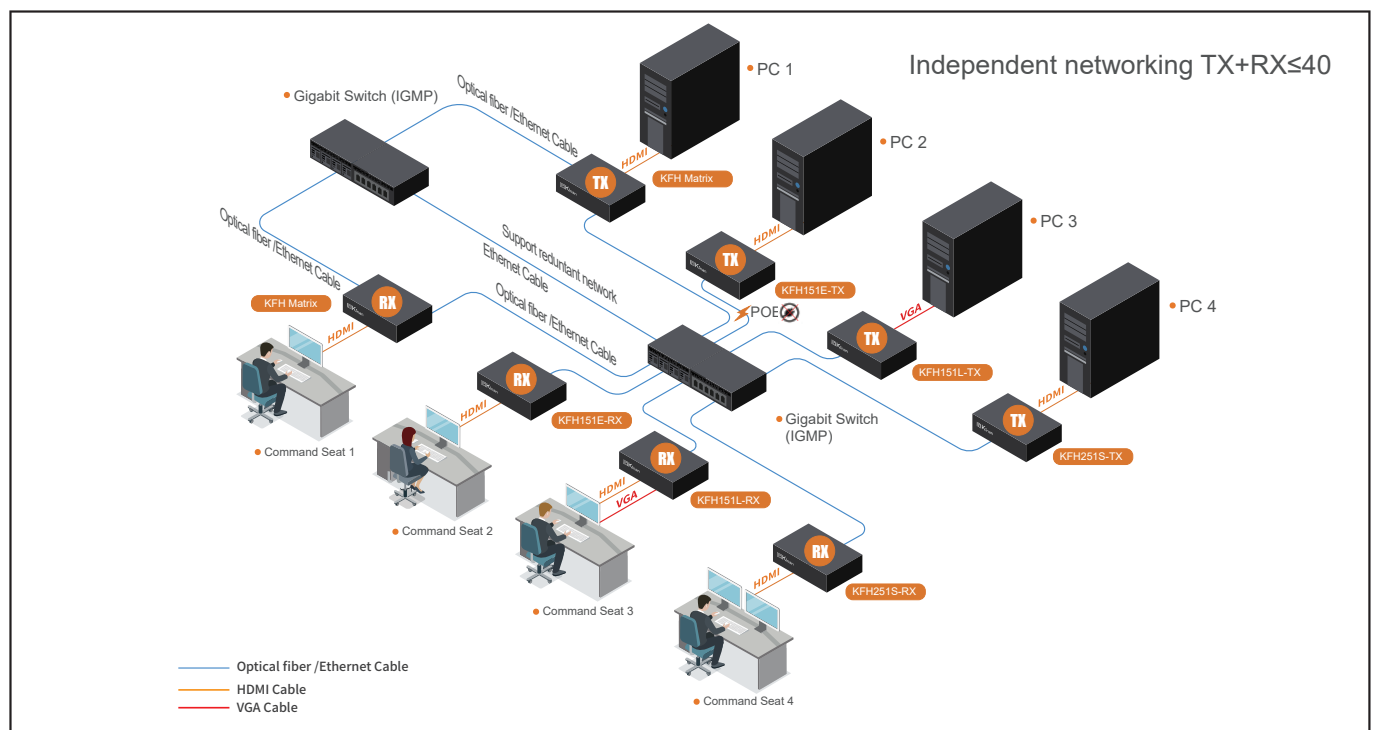 Independent networking TX+RX≤40
PC 1
Gigabit Switch (IGMP)
Optical fiber /Ethernet Cable
HDMI
TX
KFH Matrix
PC 2
HDMI
TX
KFH151E-TX
PC 3
VGA
TX
KFH151L-TX
PC 4
HDMI
TX
KFH251S-TX
POE
Optical fiber /Ethernet Cable
Support reduntant network
Ethernet Cable
Optical fiber /Ethernet Cable
KFH Matrix
RX
HDMI
Command Seat 1
Gigabit Switch
(IGMP)
RX
KFH151E-RX
HDMI
Command Seat 2
RX
KFH151L-RX
HDMI
VGA
Command Seat 3
RX
KFH251S-RX
HDMI
Command Seat 4
Optical fiber /Ethernet Cable
HDMI Cable
VGA Cable